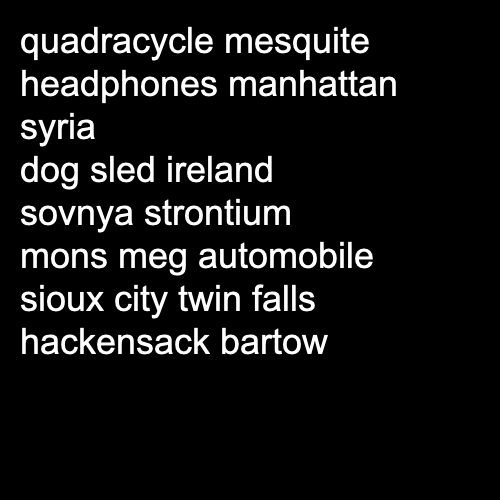 quadracycle mesquite
headphones manhattan
syria
dog sled ireland
sovnya strontium
mons meg automobile
sioux city twin falls
hackensack bartow